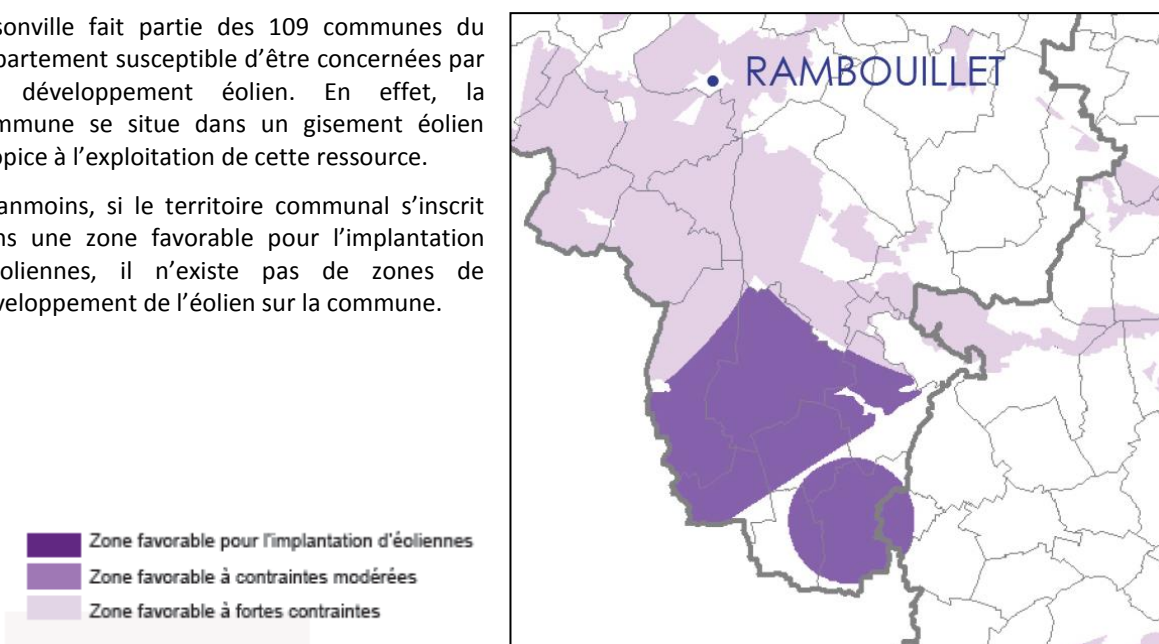 sonville fait partie des 109 communes du
partement susceptible d’être concernées par
développement éolien. En effet, la
mmune se situe dans un gisement éolien
opice à l’exploitation de cette ressource.
anmoins, si le territoire communal s’inscrit
ns une zone favorable pour l’implantation
oliennes, il n’existe pas de zones de
veloppement de l’éolien sur la commune.
RAMBOUILLET
Zone favorable pour l'implantation d'éoliennes
Zone favorable à contraintes modérées
Zone favorable à fortes contraintes